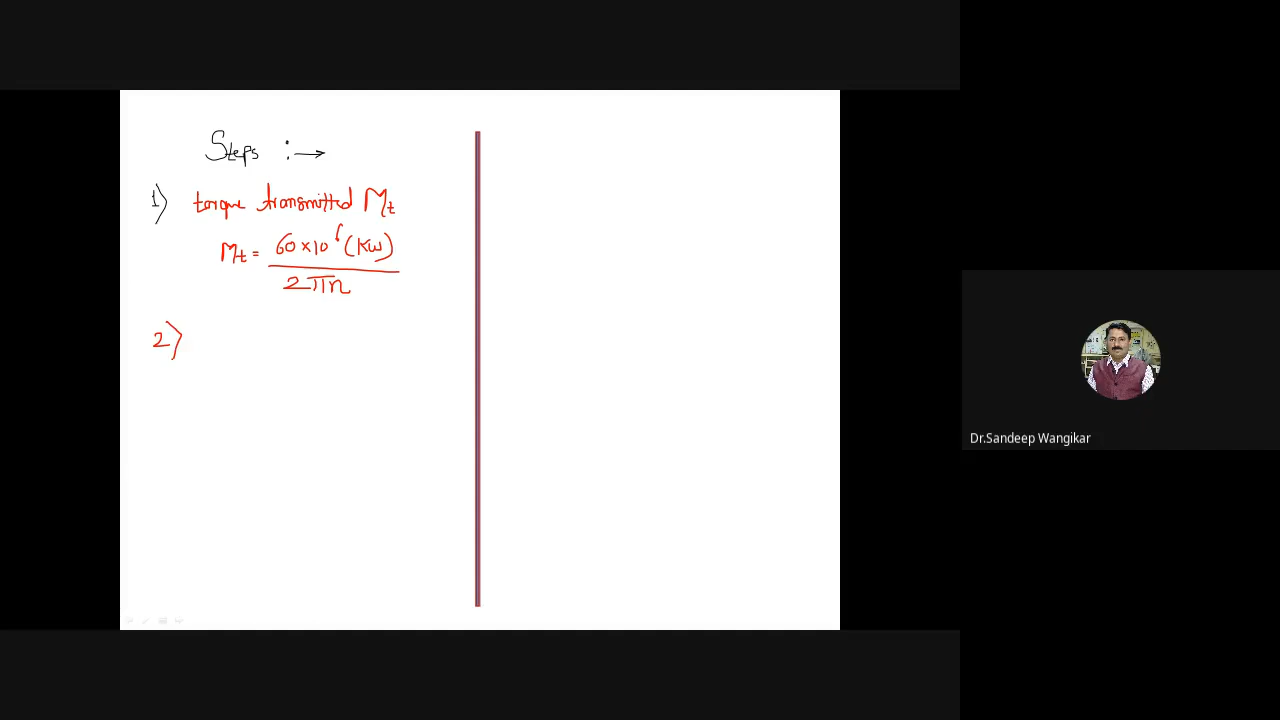 Steps :→
1) torque transmitted Mt
Mt = 60 × 10⁶ (KW)
2πn
2)
Dr.Sandeep Wangikar